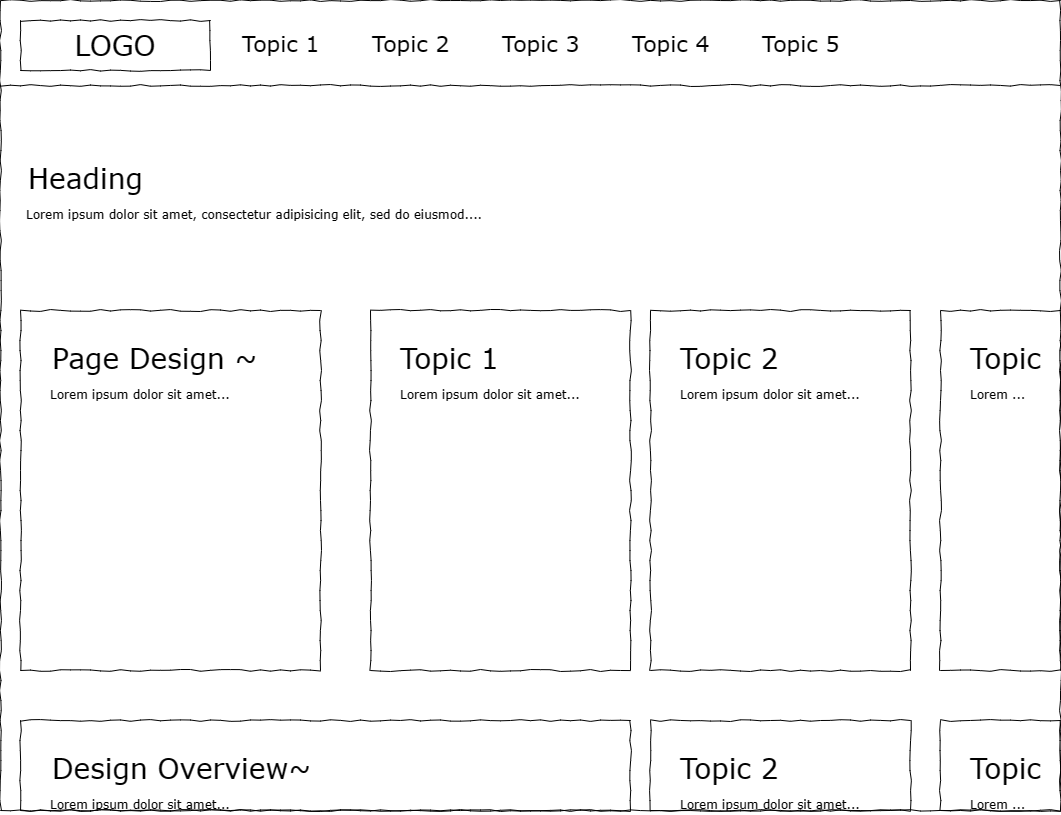 LOGO
Topic 1
Topic 2
Topic 3
Topic 4
Topic 5
Heading
Lorem ipsum dolor sit amet, consectetur adipisicing elit, sed do eiusmod....
Page Design ~
Lorem ipsum dolor sit amet...
Topic 1
Lorem ipsum dolor sit amet...
Topic 2
Lorem ipsum dolor sit amet...
Topic
Lorem ...
Design Overview~
Lorem ipsum dolor sit amet...
Topic 2
Lorem ipsum dolor sit amet...
Topic
Lorem ...